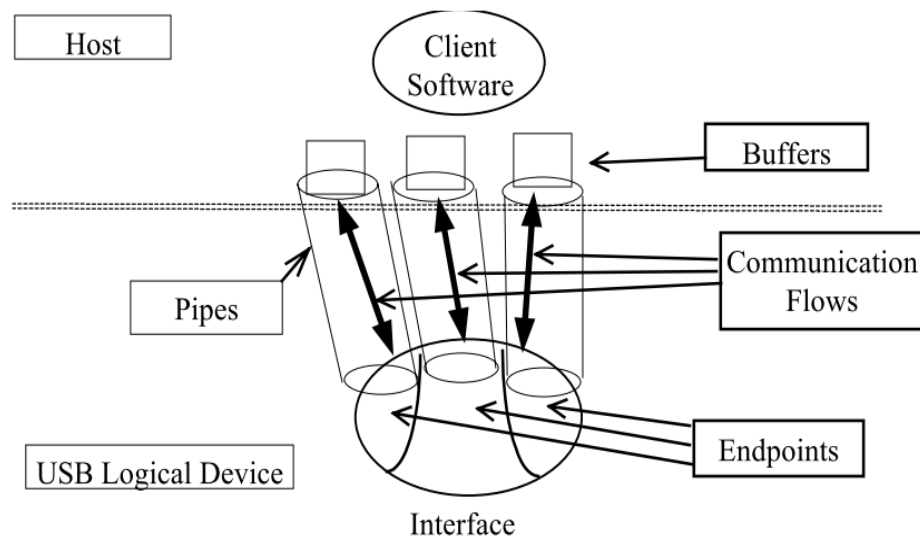 Host
Client
Software
Buffers
Communication
Flows
Pipes
Endpoints
USB Logical Device
Interface